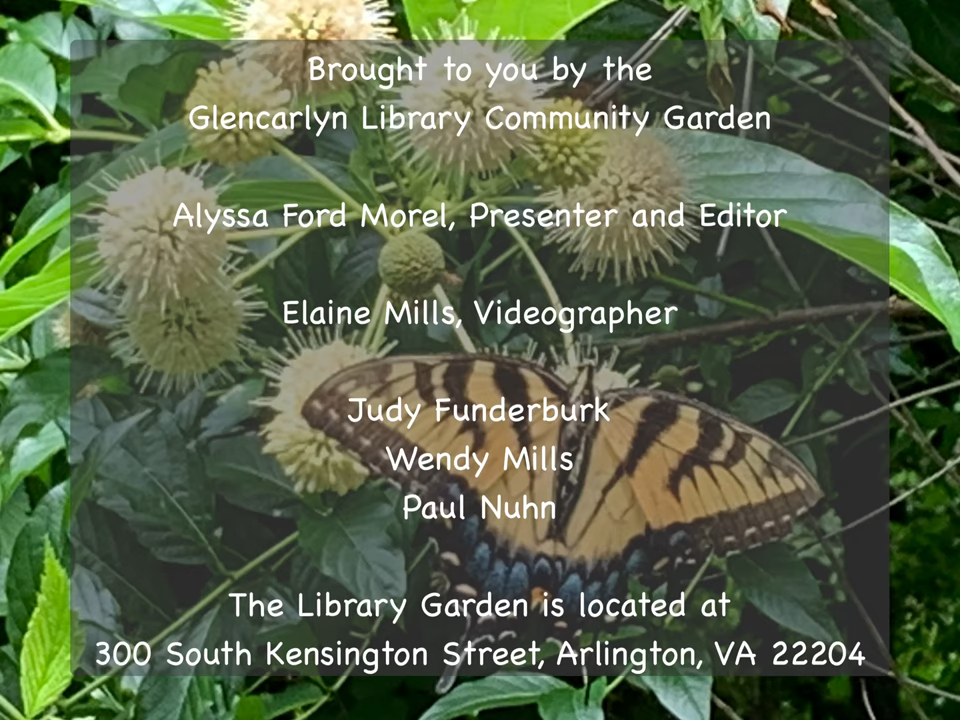 Brought to you by the
Glencarlyn Library Community Garden
Alyssa Ford Morel, Presenter and Editor
Elaine Mills, Videographer
Judy Funderburk
Wendy Mills
Paul Nuhn
The Library Garden is located at
300 South Kensington Street, Arlington, VA 22204